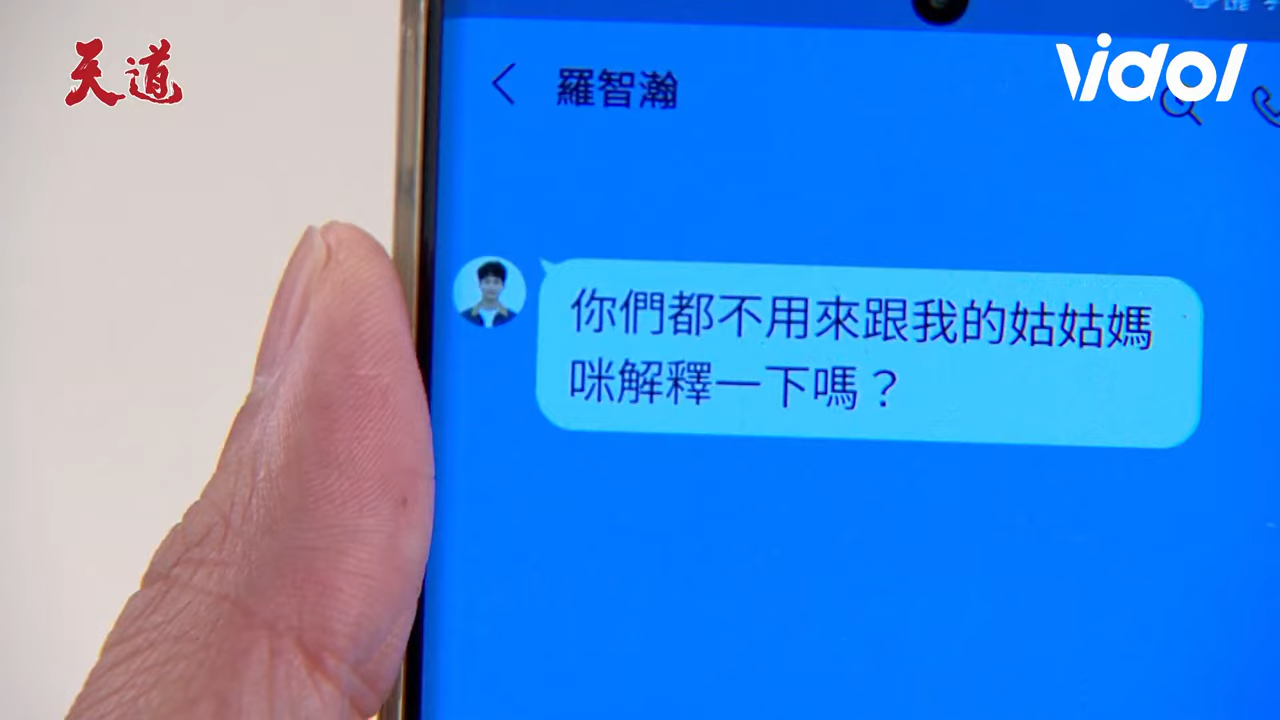 天道
vidol
羅智瀚
你們都不用來跟我的姑姑媽
咪解釋一下嗎？